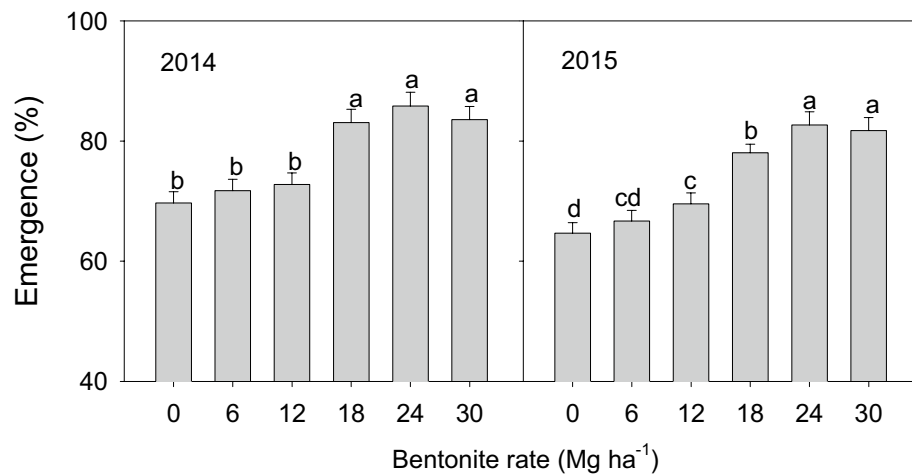 100
80
60
40
Emergence (%)
2014
b b b a a a
2015
d cd c b a a
0 6 12 18 24 30 0 6 12 18 24 30
Bentonite rate (Mg ha⁻¹)